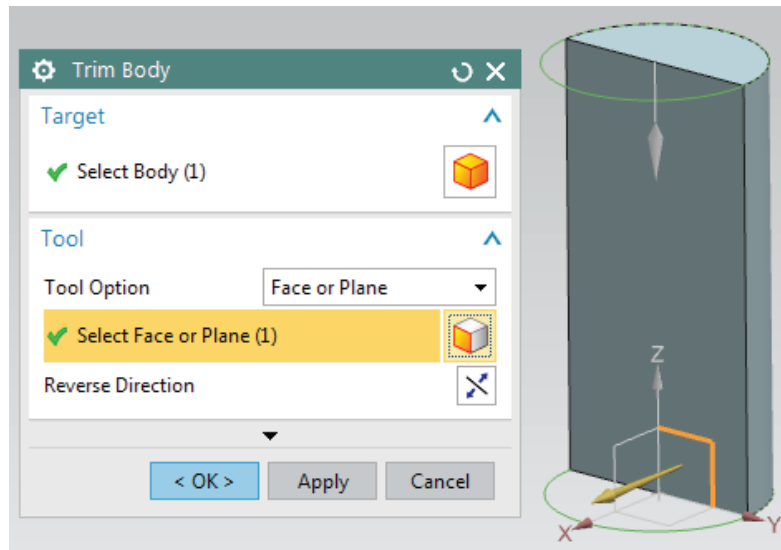 Trim Body
Target
Select Body (1)
Tool
Tool Option Face or Plane
Select Face or Plane (1)
Reverse Direction
< OK > Apply Cancel
Z
X
Y